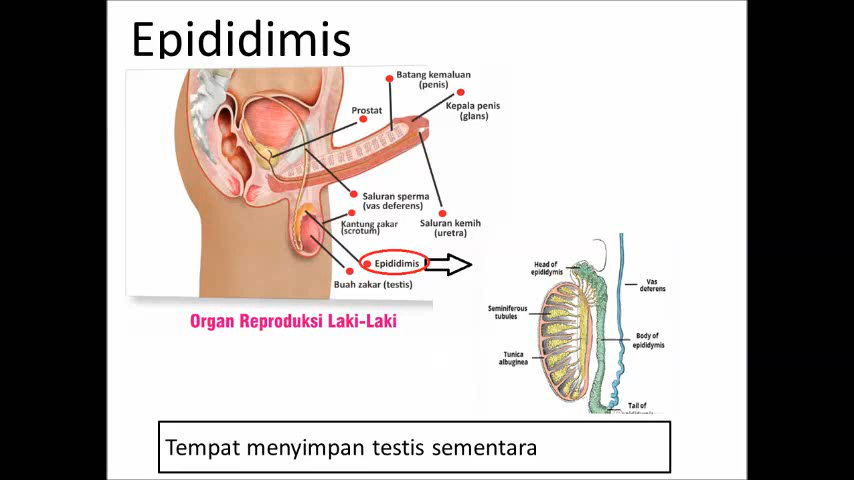 Epididimis
Batang kemaluan
(penis)
Kepala penis
(glans)
Prostat
Saluran sperma
(vas deferens)
Kantung zakar
(scrotum)
Saluran kemih
(uretra)
Epididimis
Buah zakar (testis)
Organ Reproduksi Laki-Laki
Head of
epididymis
Vas
deferens
Seminiferous
tubules
Body of
epididymis
Tunica
albuginea
Tail of
Tempat menyimpan testis sementara